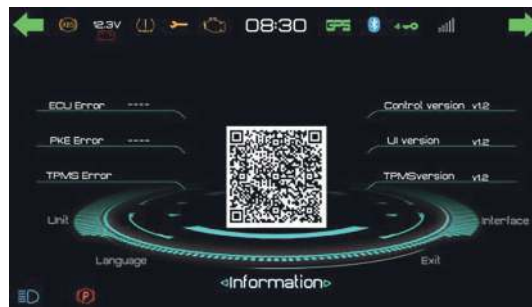 ABS 12.3V 08:30 GPS
ECU Error ----
Control version v1.2
PKE Error ----
UI version v1.2
TPMS Error
TPMSversion v1.2
Unit
Interface
Language
Exit
Information
P